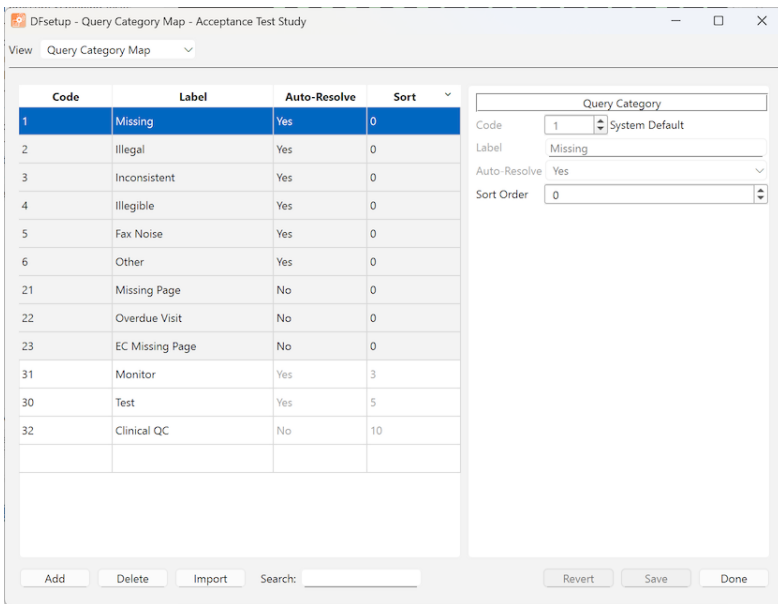 DFsetup - Query Category Map - Acceptance Test Study
View Query Category Map
Code Label Auto-Resolve Sort
1 Missing Yes 0
2 Illegal Yes 0
3 Inconsistent Yes 0
4 Illegible Yes 0
5 Fax Noise Yes 0
6 Other Yes 0
21 Missing Page No 0
22 Overdue Visit No 0
23 EC Missing Page No 0
31 Monitor Yes 3
30 Test Yes 5
32 Clinical QC No 10
Query Category
Code 1 System Default
Label Missing
Auto-Resolve Yes
Sort Order 0
Add Delete Import Search: Revert Save Done